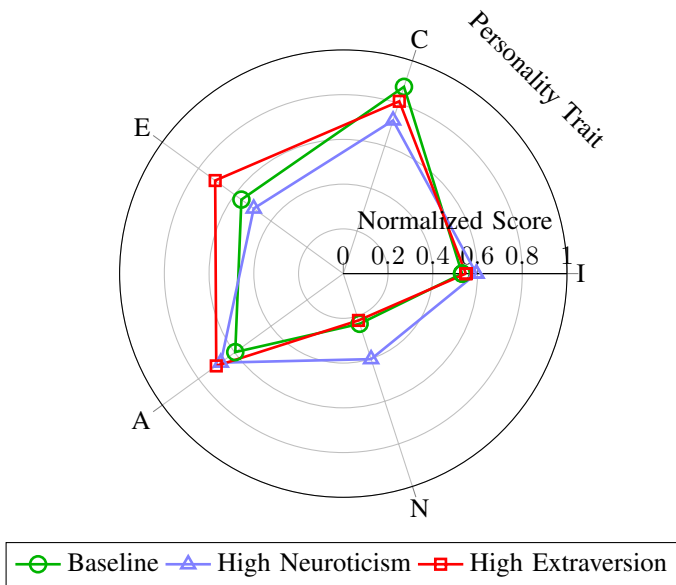 C
Personality Trait
E
Normalized Score
0 0.2 0.4 0.6 0.8 1
I
A
N
Baseline High Neuroticism High Extraversion